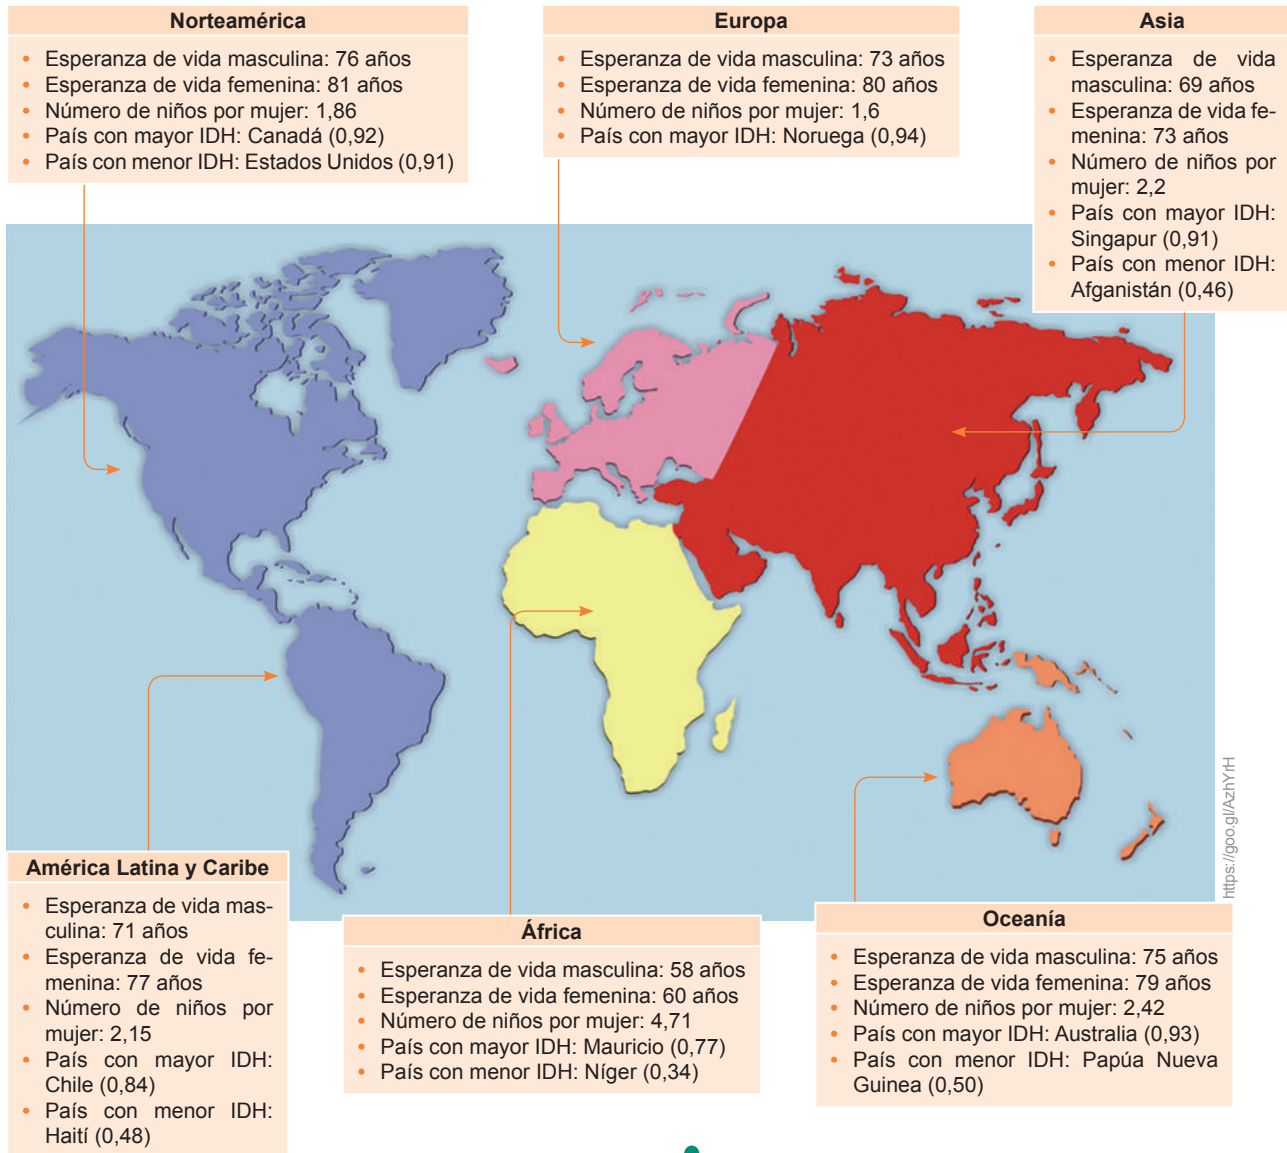 Norteamérica
• Esperanza de vida masculina: 76 años
• Esperanza de vida femenina: 81 años
• Número de niños por mujer: 1,86
• País con mayor IDH: Canadá (0,92)
• País con menor IDH: Estados Unidos (0,91)
Europa
• Esperanza de vida masculina: 73 años
• Esperanza de vida femenina: 80 años
• Número de niños por mujer: 1,6
• País con mayor IDH: Noruega (0,94)
Asia
• Esperanza de vida
masculina: 69 años
• Esperanza de vida fe-
menina: 73 años
• Número de niños por
mujer: 2,2
• País con mayor IDH:
Singapur (0,91)
• País con menor IDH:
Afganistán (0,46)
https://goo.gl/AzhYrH
América Latina y Caribe
• Esperanza de vida mas-
culina: 71 años
• Esperanza de vida fe-
menina: 77 años
• Número de niños por
mujer: 2,15
• País con mayor IDH:
Chile (0,84)
• País con menor IDH:
Haití (0,48)
África
• Esperanza de vida masculina: 58 años
• Esperanza de vida femenina: 60 años
• Número de niños por mujer: 4,71
• País con mayor IDH: Mauricio (0,77)
• País con menor IDH: Níger (0,34)
Oceanía
• Esperanza de vida masculina: 75 años
• Esperanza de vida femenina: 79 años
• Número de niños por mujer: 2,42
• País con mayor IDH: Australia (0,93)
• País con menor IDH: Papúa Nueva
Guinea (0,50)